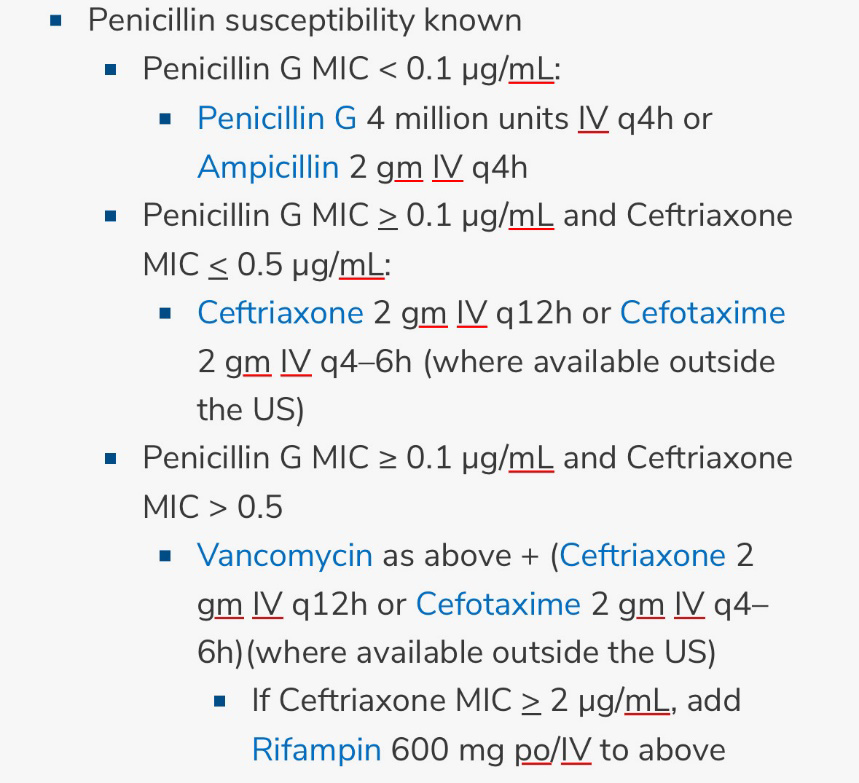 Penicillin susceptibility known
Penicillin G MIC < 0.1 µg/mL:
Penicillin G 4 million units IV q4h or
Ampicillin 2 gm IV q4h
Penicillin G MIC ≥ 0.1 µg/mL and Ceftriaxone
MIC ≤ 0.5 µg/mL:
Ceftriaxone 2 gm IV q12h or Cefotaxime
2 gm IV q4–6h (where available outside
the US)
Penicillin G MIC ≥ 0.1 µg/mL and Ceftriaxone
MIC > 0.5
Vancomycin as above + (Ceftriaxone 2
gm IV q12h or Cefotaxime 2 gm IV q4–
6h)(where available outside the US)
If Ceftriaxone MIC ≥ 2 µg/mL, add
Rifampin 600 mg po/IV to above